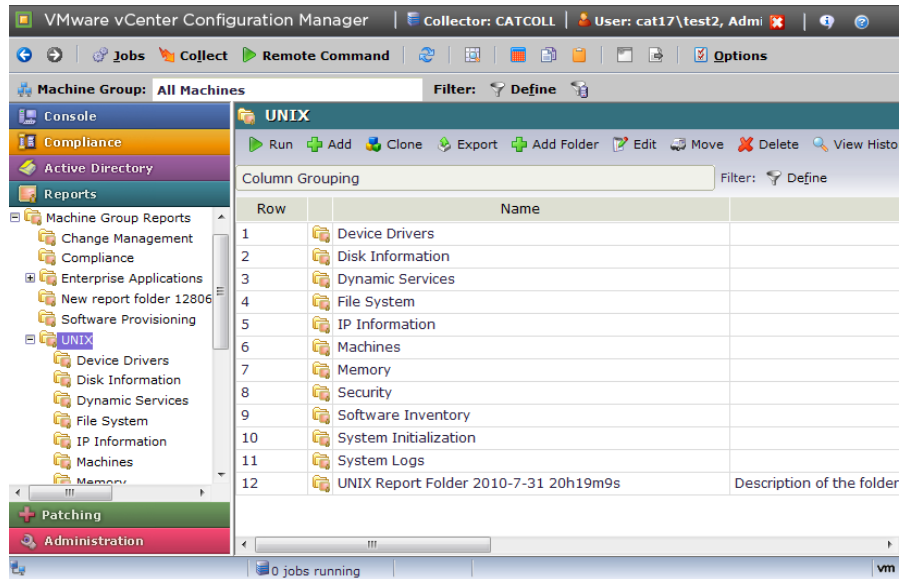 VMware vCenter Configuration Manager Collector: CATCOLL User: cat17\test2, Admi
Jobs Collect Remote Command Options
Machine Group: All Machines Filter: Define
Console
Compliance
Active Directory
Reports
Machine Group Reports
Change Management
Compliance
Enterprise Applications
New report folder 12806
Software Provisioning
UNIX
Device Drivers
Disk Information
Dynamic Services
File System
IP Information
Machines
Memory
Patching
Administration
UNIX
Run Add Clone Export Add Folder Edit Move Delete View Histo
Column Grouping Filter: Define
Row Name
1 Device Drivers
2 Disk Information
3 Dynamic Services
4 File System
5 IP Information
6 Machines
7 Memory
8 Security
9 Software Inventory
10 System Initialization
11 System Logs
12 UNIX Report Folder 2010-7-31 20h19m9s Description of the folder
0 jobs running vm